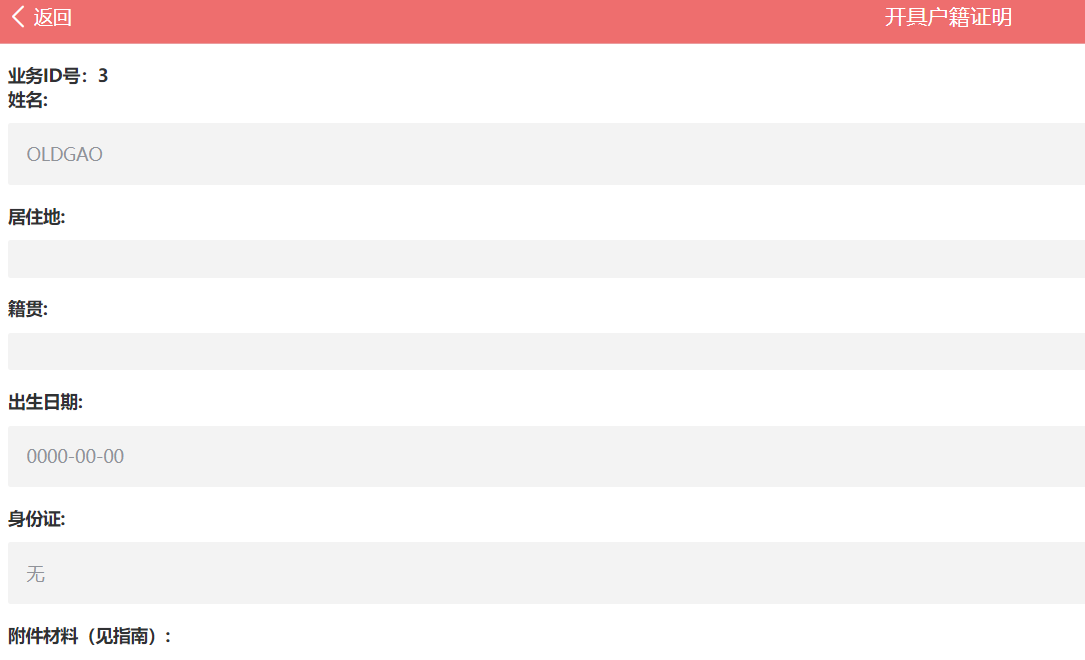 返回
开具户籍证明
业务ID号：3
姓名:
OLDGAO
居住地:
籍贯:
出生日期:
0000-00-00
身份证:
无
附件材料（见指南）: